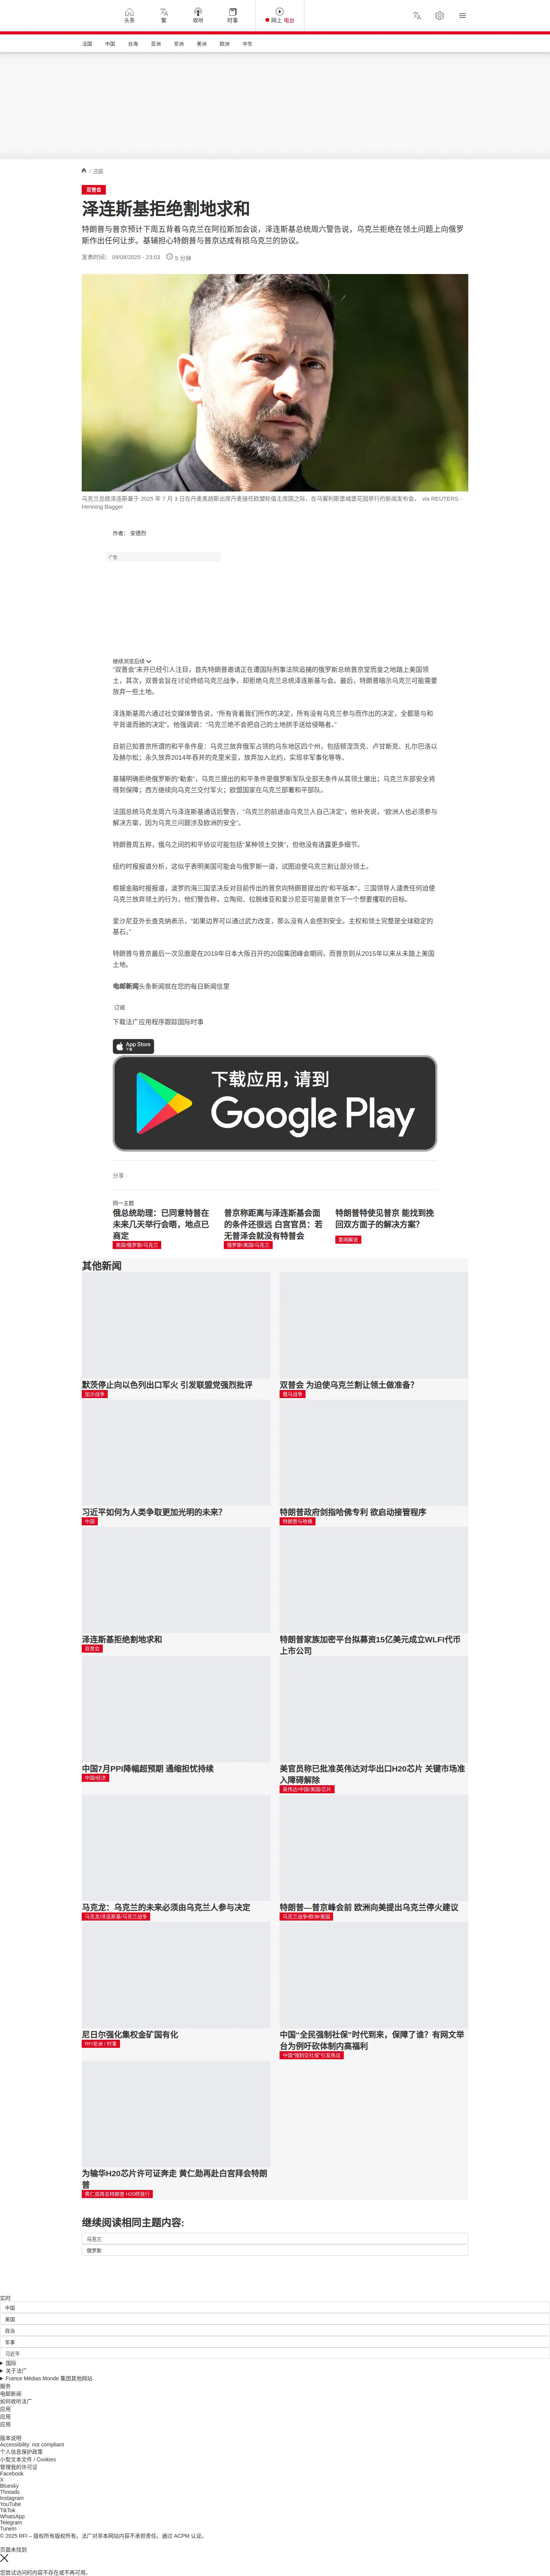 头条
繁
收听
时事
网上 电台
法国
中国
台海
亚洲
非洲
美洲
欧洲
中东
/ 中国
双普会
泽连斯基拒绝割地求和
特朗普与普京预计下周五背着乌克兰在阿拉斯加会谈，泽连斯基总统周六警告说，乌克兰拒绝在领土问题上向俄罗
斯作出任何让步。基辅担心特朗普与普京达成有损乌克兰的协议。
发表时间： 09/08/2025 - 23:03 5 分钟
乌克兰总统泽连斯基于 2025 年 7 月 3 日在丹麦奥胡斯出席丹麦接任欧盟轮值主席国之际，在马塞利斯堡城堡花园举行的新闻发布会。 via REUTERS -
Henning Bagger
作者： 安德烈
广告
继续浏览后续
“双普会”未开已经引人注目，首先特朗普邀请正在遭国际刑事法院追捕的俄罗斯总统普京堂而皇之地踏上美国领
土，其次，双普会旨在讨论终结乌克兰战争，却拒绝乌克兰总统泽连斯基与会。最后，特朗普暗示乌克兰可能需要
放弃一些土地。
泽连斯基周六通过社交媒体警告说，“所有背着我们所作的决定，所有没有乌克兰参与而作出的决定，全都是与和
平背道而驰的决定”。他强调说：“乌克兰绝不会把自己的土地拱手送给侵略者。”
目前已知普京所谓的和平条件是：乌克兰放弃俄军占领的乌东地区四个州，包括顿涅茨克、卢甘斯克、扎尔巴洛以
及赫尔松；永久放弃2014年吞并的克里米亚，放弃加入北约，实现非军事化等等。
基辅明确拒绝俄罗斯的“勒索”，乌克兰提出的和平条件是俄罗斯军队全部无条件从其领土撤出；乌克兰东部安全将
得到保障；西方继续向乌克兰交付军火；欧盟国家在乌克兰部署和平部队。
法国总统马克龙周六与泽连斯基通话后警告，“乌克兰的前途由乌克兰人自己决定”，他补充说，“欧洲人也必须参与
解决方案，因为乌克兰问题涉及欧洲的安全”。
特朗普周五称，俄乌之间的和平协议可能包括“某种领土交换”，但他没有透露更多细节。
纽约时报报道分析，这似乎表明美国可能会与俄罗斯一道，试图迫使乌克兰割让部分领土。
根据金融时报报道，波罗的海三国坚决反对目前传出的普京向特朗普提出的“和平版本”，三国领导人谴责任何迫使
乌克兰放弃领土的行为，他们警告称，立陶宛、拉脱维亚和爱沙尼亚可能是普京下一个想要攫取的目标。
爱沙尼亚外长查克纳表示，“如果边界可以通过武力改变，那么没有人会感到安全。主权和领土完整是全球稳定的
基石。”
特朗普与普京最后一次见面是在2019年日本大阪召开的20国集团峰会期间，而普京则从2015年以来从未踏上美国
土地。
电邮新闻头条新闻就在您的每日新闻信里
订阅
下载法广应用程序跟踪国际时事
App Store
下载
下载应用，请到
Google Play
分享 :
同一主题
俄总统助理：已同意特普在
未来几天举行会晤，地点已
商定
美国/俄罗斯/乌克兰
普京称距离与泽连斯基会面
的条件还很远 白宫官员：若
无普泽会就没有特普会
俄罗斯/美国/乌克兰
特朗普特使见普京 能找到挽
回双方面子的解决方案？
要闻解说
其他新闻
默茨停止向以色列出口军火 引发联盟党强烈批评
加沙战争
双普会 为迫使乌克兰割让领土做准备？
俄乌战争
习近平如何为人类争取更加光明的未来？
中国
特朗普政府剑指哈佛专利 欲启动接管程序
特朗普与哈佛
泽连斯基拒绝割地求和
双普会
特朗普家族加密平台拟募资15亿美元成立WLFI代币
上市公司
中国7月PPI降幅超预期 通缩担忧持续
中国/经济
美官员称已批准英伟达对华出口H20芯片 关键市场准
入障碍解除
英伟达/中国/美国/芯片
马克龙：乌克兰的未来必须由乌克兰人参与决定
马克龙/泽连斯基/乌克兰战争
特朗普—普京峰会前 欧洲向美提出乌克兰停火建议
乌克兰战争/欧洲/美国
尼日尔强化集权金矿国有化
RFI非洲 / 时事
中国“全民强制社保”时代到来，保障了谁？有网文举
台为例吁砍体制内高福利
中国“强制交社保”引发热议
为输华H20芯片许可证奔走 黄仁勋再赴白宫拜会特朗
普
黄仁勋再会特朗普 H20终放行
继续阅读相同主题内容:
乌克兰
俄罗斯
实时
中国
美国
政治
军事
习近平
国际
关于法广
France Médias Monde 集团其他网站
服务
电邮新闻
如何收听法广
应用
应用
应用
版本说明
Accessibility: not compliant
个人信息保护政策
小型文本文件 / Cookies
管理我的许可证
Facebook
X
Bluesky
Threads
Instagram
YouTube
TikTok
WhatsApp
Telegram
TuneIn
© 2025 RFI – 版权所有版权所有。法广对非本网站内容不承担责任。通过 ACPM 认证。
页面未找到
您尝试访问的内容不存在或不再可用。